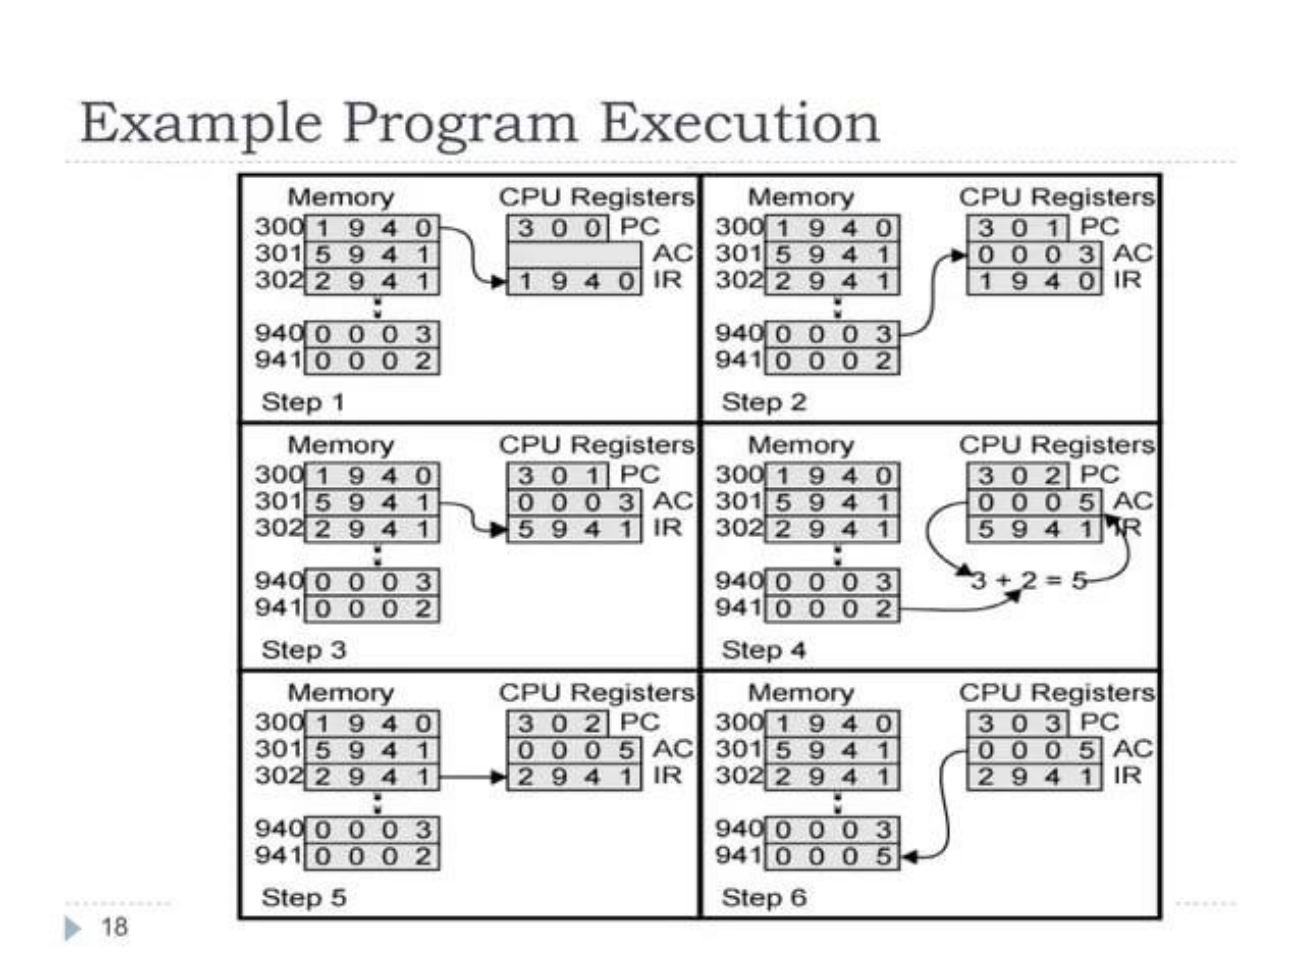 Example Program Execution
Memory CPU Registers
300 1 9 4 0 3 0 0 PC
301 5 9 4 1 AC
302 2 9 4 1 1 9 4 0 IR
940 0 0 0 3
941 0 0 0 2
Step 1
Memory CPU Registers
300 1 9 4 0 3 0 1 PC
301 5 9 4 1 0 0 0 3 AC
302 2 9 4 1 1 9 4 0 IR
940 0 0 0 3
941 0 0 0 2
Step 2
Memory CPU Registers
300 1 9 4 0 3 0 1 PC
301 5 9 4 1 0 0 0 3 AC
302 2 9 4 1 5 9 4 1 IR
940 0 0 0 3
941 0 0 0 2
Step 3
Memory CPU Registers
300 1 9 4 0 3 0 2 PC
301 5 9 4 1 0 0 0 5 AC
302 2 9 4 1 5 9 4 1 IR
940 0 0 0 3 3 + 2 = 5
941 0 0 0 2
Step 4
Memory CPU Registers
300 1 9 4 0 3 0 2 PC
301 5 9 4 1 0 0 0 5 AC
302 2 9 4 1 2 9 4 1 IR
940 0 0 0 3
941 0 0 0 2
Step 5
Memory CPU Registers
300 1 9 4 0 3 0 3 PC
301 5 9 4 1 0 0 0 5 AC
302 2 9 4 1 2 9 4 1 IR
940 0 0 0 3
941 0 0 0 5
Step 6
18